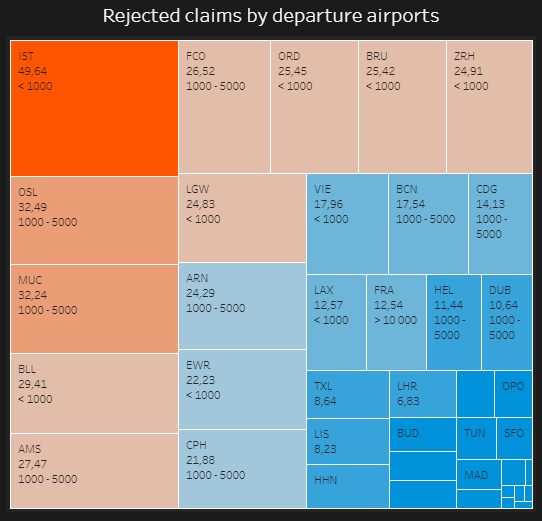 Rejected claims by departure airports
IST
49,64
< 1000
OSL
32,49
1000 - 5000
MUC
32,24
1000 - 5000
BLL
29,41
< 1000
AMS
27,47
1000 - 5000
FCO
26,52
1000 - 5000
ORD
25,45
< 1000
BRU
25,42
< 1000
ZRH
24,91
< 1000
LGW
24,83
< 1000
ARN
24,29
1000 - 5000
EWR
22,23
< 1000
CPH
21,88
1000 - 5000
VIE
17,96
< 1000
BCN
17,54
1000 - 5000
CDG
14,13
1000 -
5000
LAX
12,57
< 1000
FRA
12,54
> 10 000
HEL
11,44
1000 -
5000
DUB
10,64
1000 -
5000
TXL
8,64
LIS
8,23
HHN
LHR
6,83
BUD
OPO
TUN
SFO
MAD